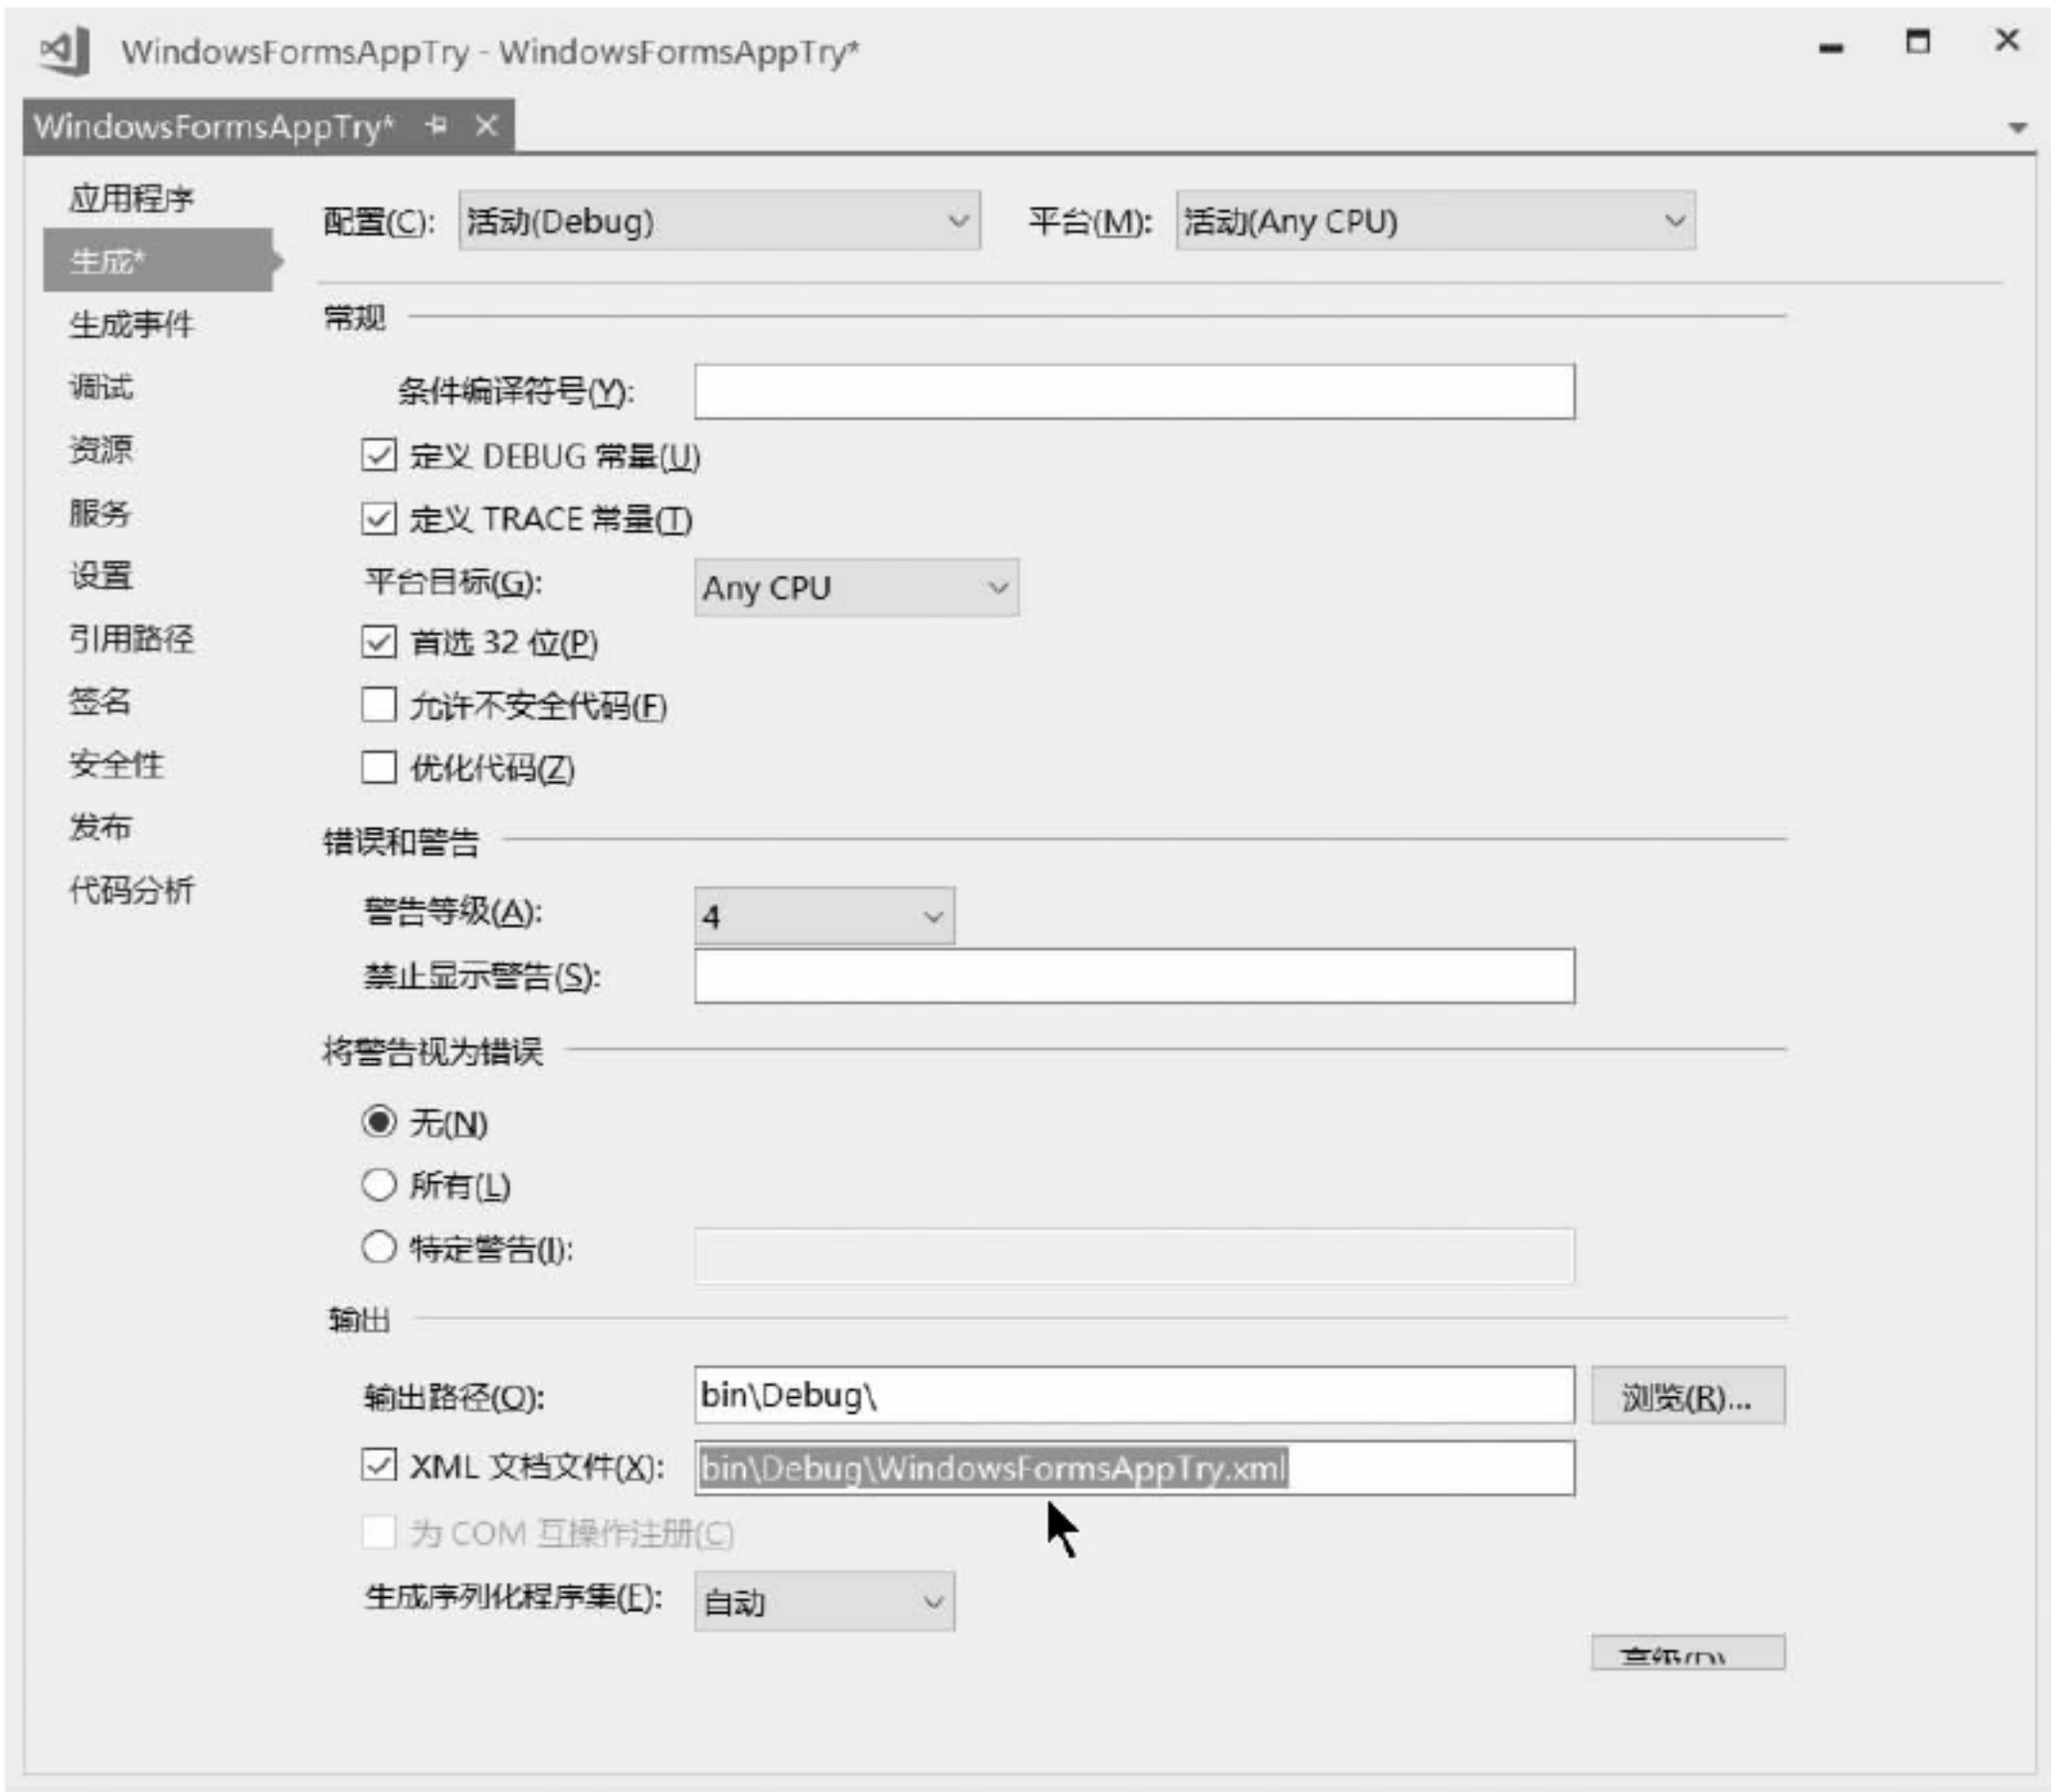 WindowsFormsAppTry - WindowsFormsAppTry*
WindowsFormsAppTry*
应用程序
生成*
生成事件
调试
资源
服务
设置
引用路径
签名
安全性
发布
代码分析
配置(C): 活动(Debug) 平台(M): 活动(Any CPU)
常规
条件编译符号(Y):
定义 DEBUG 常量(U)
定义 TRACE 常量(T)
平台目标(G): Any CPU
首选 32 位(P)
允许不安全代码(F)
优化代码(Z)
错误和警告
警告等级(A): 4
禁止显示警告(S):
将警告视为错误
无(N)
所有(L)
特定警告(I):
输出
输出路径(O): bin\Debug\ 浏览(R)...
XML 文档文件(X): bin\Debug\WindowsFormsAppTry.xml
为 COM 互操作注册(C)
生成序列化程序集(E): 自动
高级(D)